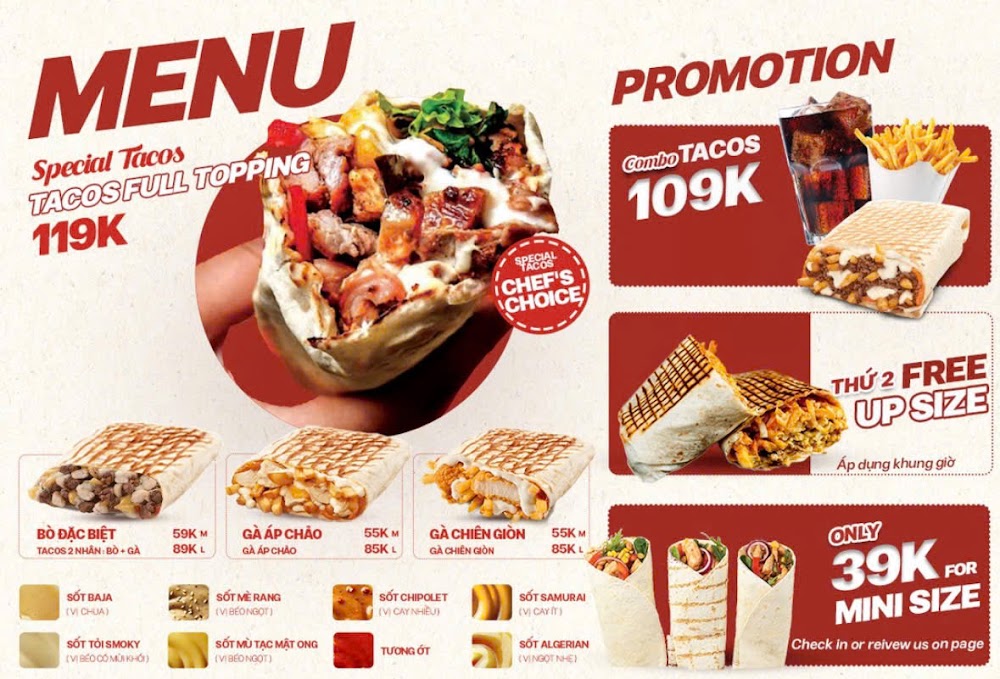 MENU
Special Tacos
TACOS FULL TOPPING
119K
SPECIAL
TACOS
CHEF'S
CHOICE
BÒ ĐẶC BIỆT 59K M
TACOS 2 NHÂN : BÒ + GÀ 89K L
GÀ ÁP CHẢO 55K M
GÀ ÁP CHẢO 85K L
GÀ CHIÊN GIÒN 55K M
GÀ CHIÊN GIÒN 85K L
SỐT BAJA
( VỊ CHUA )
SỐT MÈ RANG
( VỊ BÉO NGỌT )
SỐT CHIPOLET
( VỊ CAY NHIỀU )
SỐT SAMURAI
( VỊ CAY ÍT )
SỐT TỎI SMOKY
( VỊ BÉO CÓ MÙI KHÓI )
SỐT MÙ TẠC MẬT ONG
( VỊ BÉO NGỌT )
TƯƠNG ỚT
SỐT ALGERIAN
( VỊ NGỌT NHẸ )
PROMOTION
Combo TACOS
109K
THỨ 2 FREE
UP SIZE
Áp dụng khung giờ
ONLY
39K FOR
MINI SIZE
Check in or reivew us on page